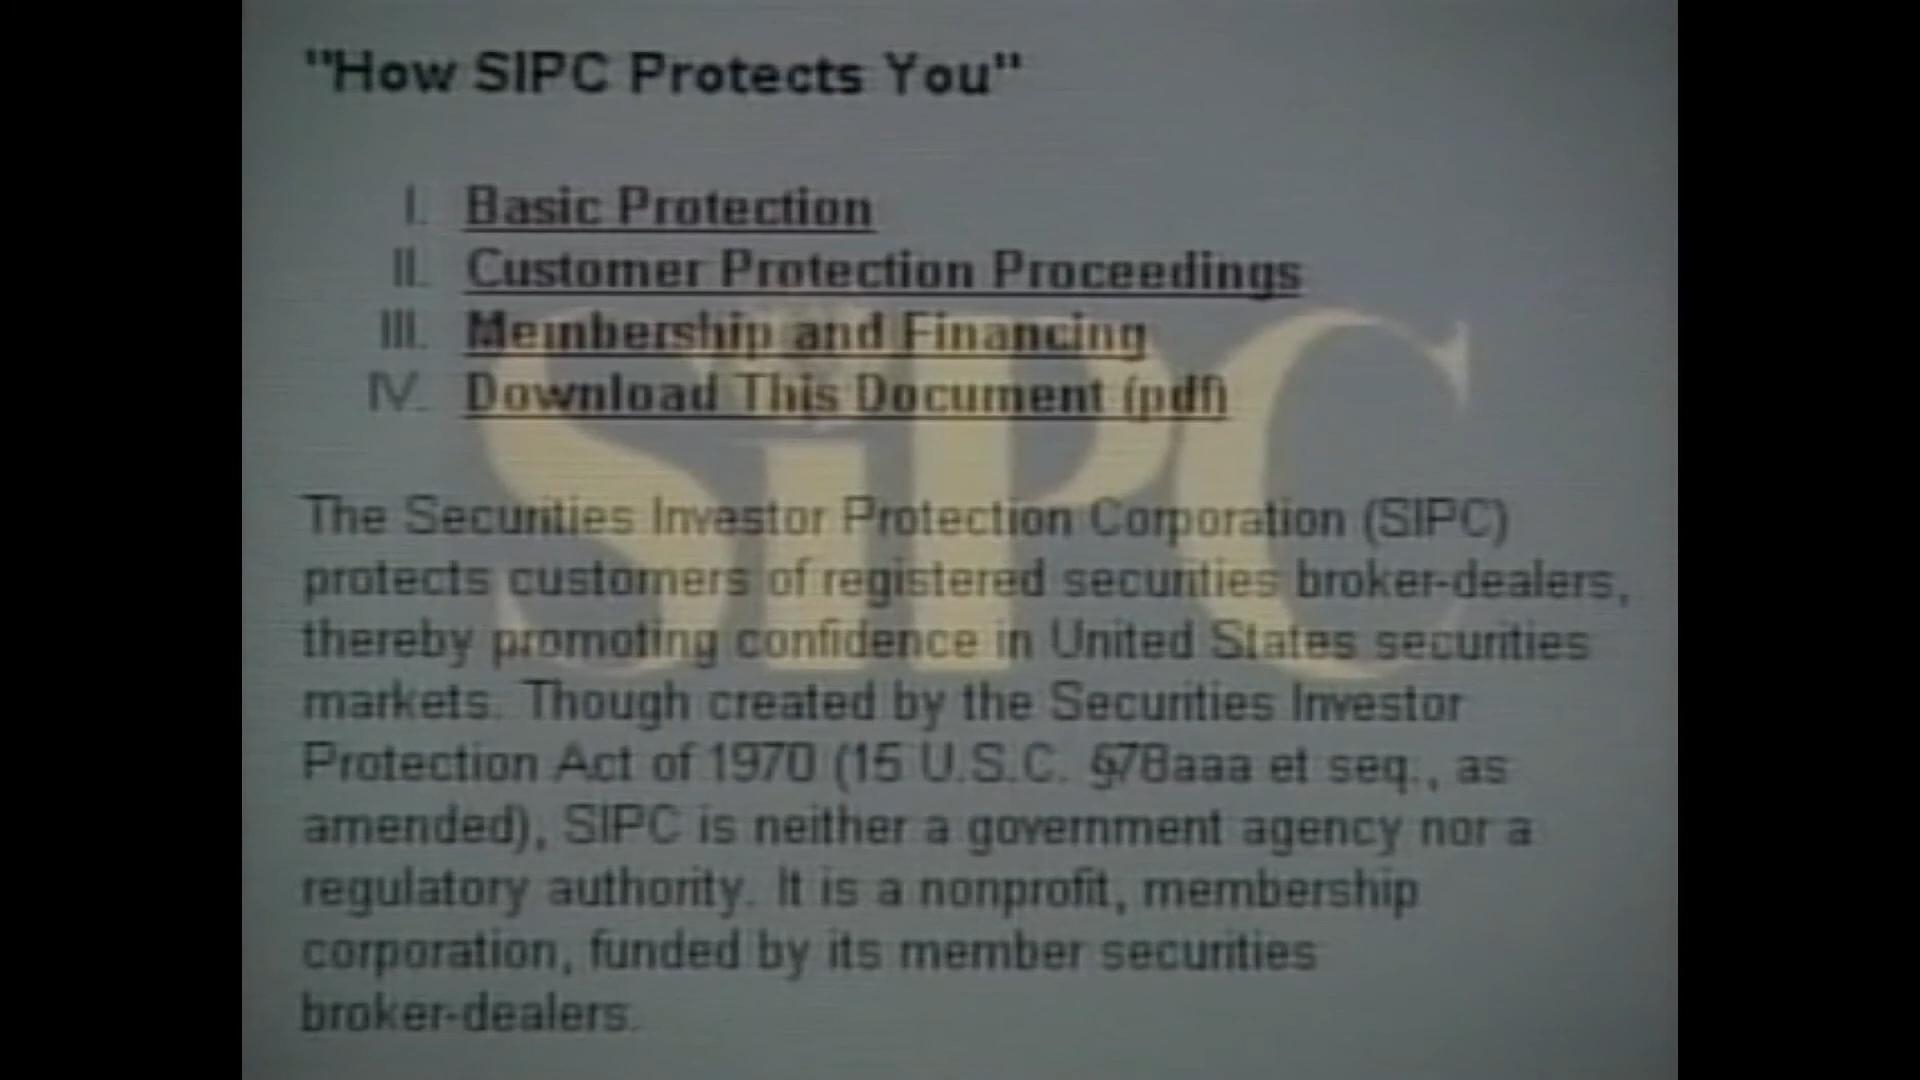 "How SIPC Protects You"
I. Basic Protection
II. Customer Protection Proceedings
III. Membership and Financing
IV. Download This Document (pdf)
SiPC
The Securities Investor Protection Corporation (SIPC)
protects customers of registered securities broker-dealers,
thereby promoting confidence in United States securities
markets. Though created by the Securities Investor
Protection Act of 1970 (15 U.S.C. §78aaa et seq., as
amended), SIPC is neither a government agency nor a
regulatory authority. It is a nonprofit, membership
corporation, funded by its member securities
broker-dealers.